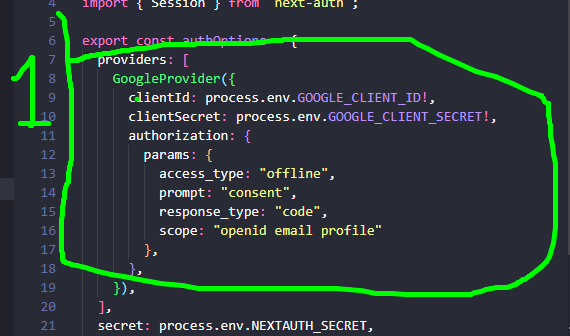 4 import { Session } from "next-auth";
5
6 export const authOptions = {
7 providers: [
8 GoogleProvider({
9 clientId: process.env.GOOGLE_CLIENT_ID!,
10 clientSecret: process.env.GOOGLE_CLIENT_SECRET!,
11 authorization: {
12 params: {
13 access_type: "offline",
14 prompt: "consent",
15 response_type: "code",
16 scope: "openid email profile"
17 },
18 },
19 }),
20 ],
21 secret: process.env.NEXTAUTH_SECRET,
1